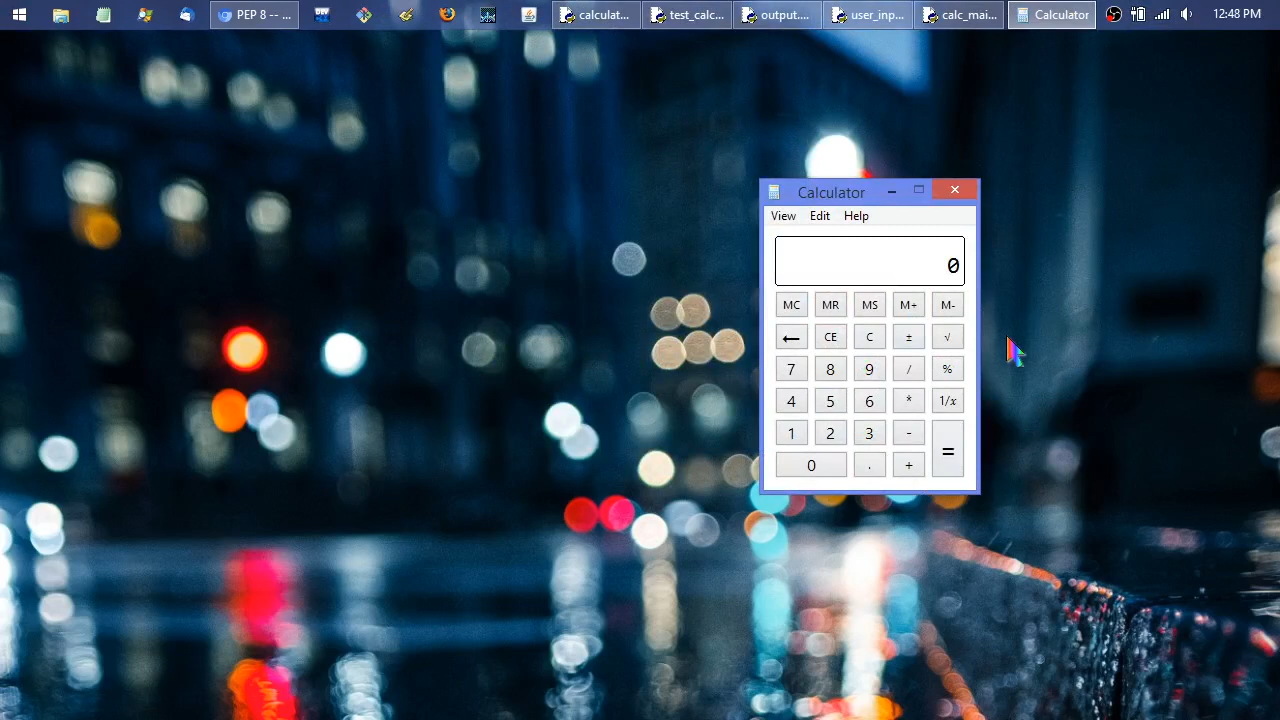 PEP 8 -- ...
calculat...
test_calc...
output....
user_inp...
calc_mai...
Calculator
12:48 PM
Calculator
View Edit Help
0
MC MR MS M+ M-
← CE C ± √
7 8 9 / %
4 5 6 * 1/x
1 2 3 - =
0 . +